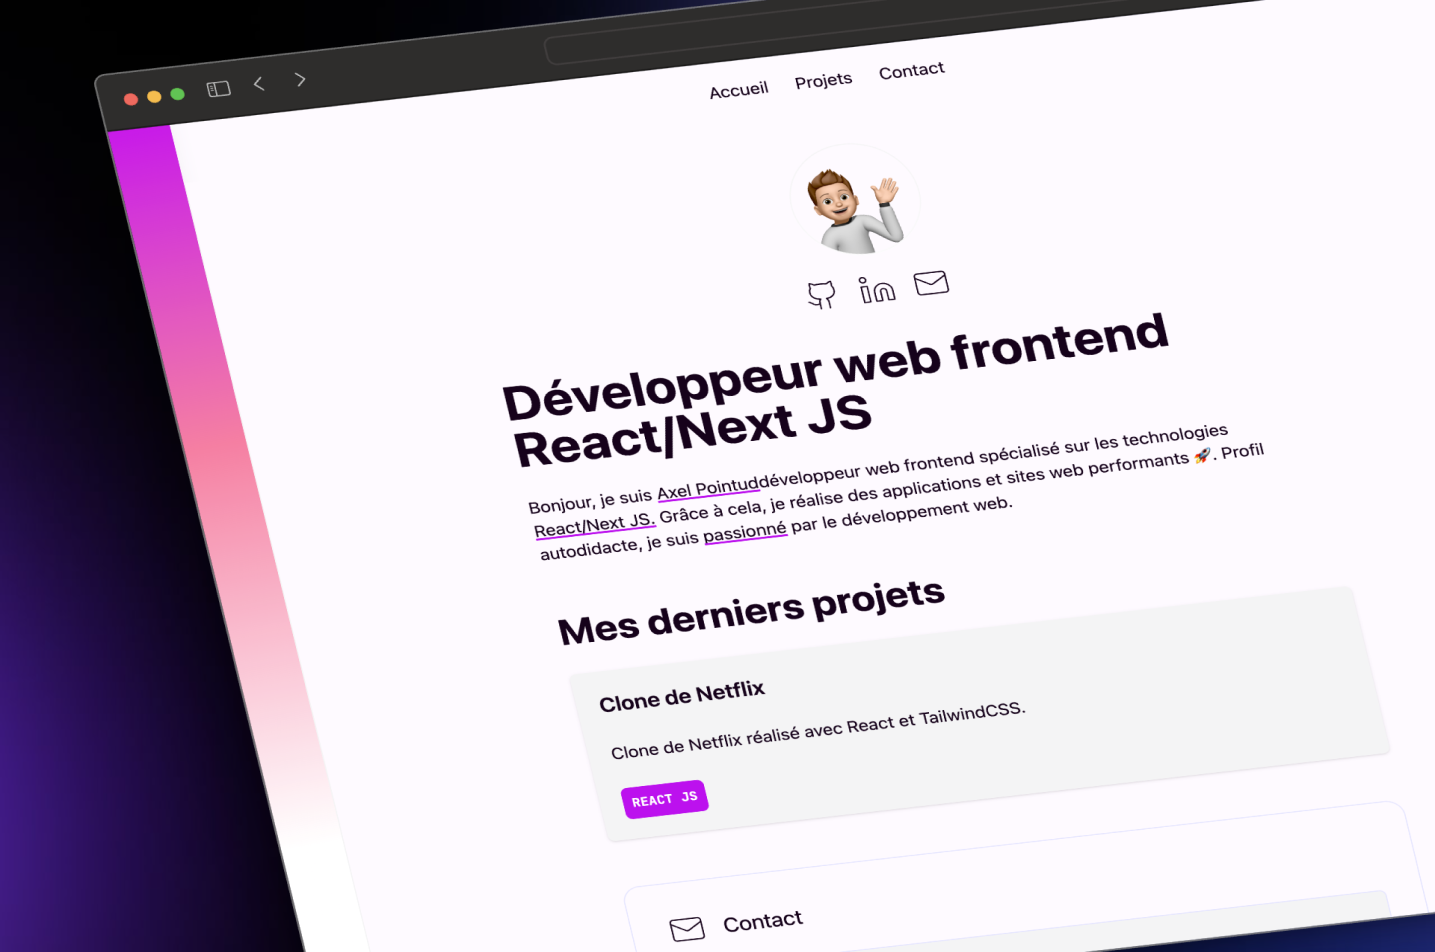 Accueil Projets Contact
Développeur web frontend
React/Next JS
Bonjour, je suis Axel Pointuddéveloppeur web frontend spécialisé sur les technologies
React/Next JS. Grâce à cela, je réalise des applications et sites web performants 🚀. Profil
autodidacte, je suis passionné par le développement web.
Mes derniers projets
Clone de Netflix
Clone de Netflix réalisé avec React et TailwindCSS.
REACT JS
Contact